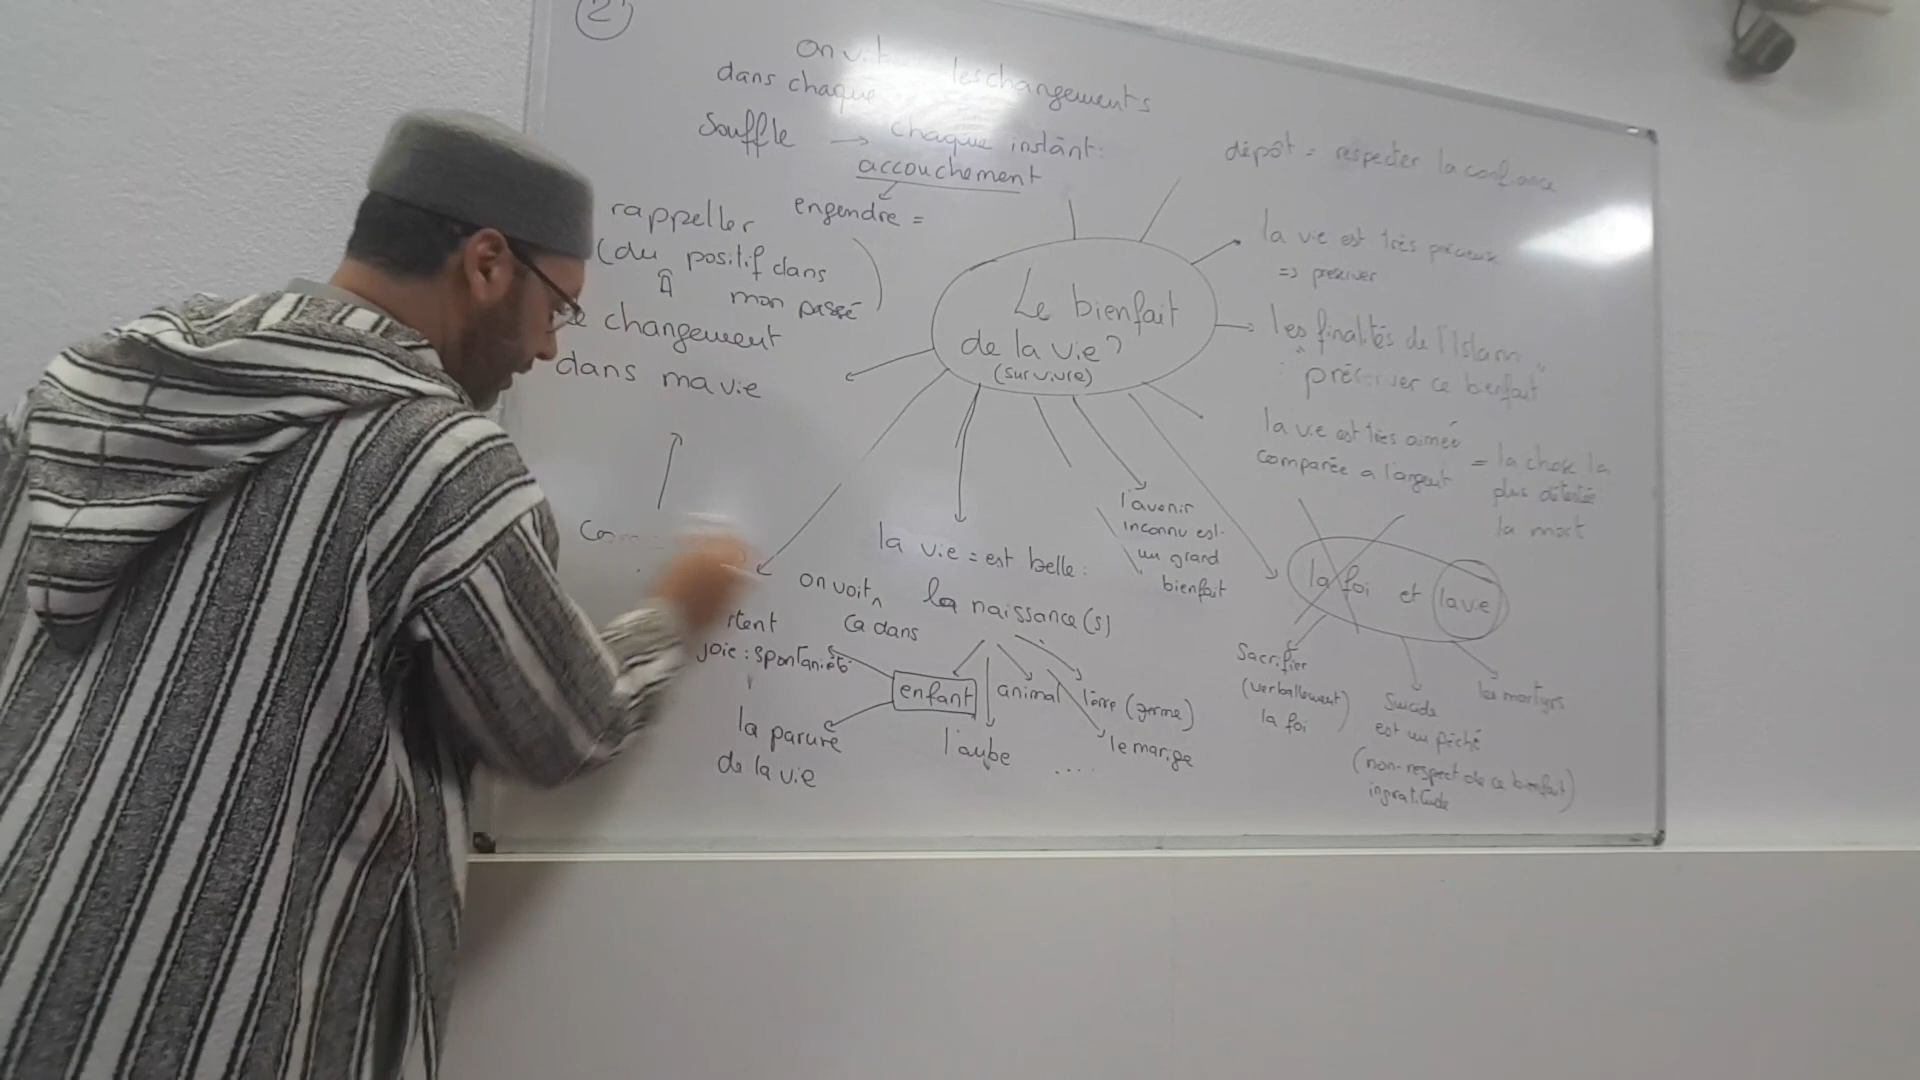 2
on vit les changements
dans chaque
souffle → chaque instant:
accouchement
engendre =
rappeller
(du positif dans
mon passé
changement
dans ma vie
Le bienfait
de la vie?
(survivre)
dépôt = respecter la confiance
la vie est très précieuse
=> préserver
les finalités de l'Islam
"préserver ce bienfait"
la vie est très aimée
comparée a l'argent
= la chose la
plus détestée
la mort
l'avenir
inconnu est
un grand
bienfait
la vie = est belle:
on voit
ça dans
la naissance(s)
joie: spontanéité
la parure
de la vie
enfant
animal
(germe)
l'aube
le marige
....
la foi et la vie
Sacrifier
(verballement)
la foi
Suicide
est un péché
(non-respect de ce bienfait)
ingratitude
les martyrs